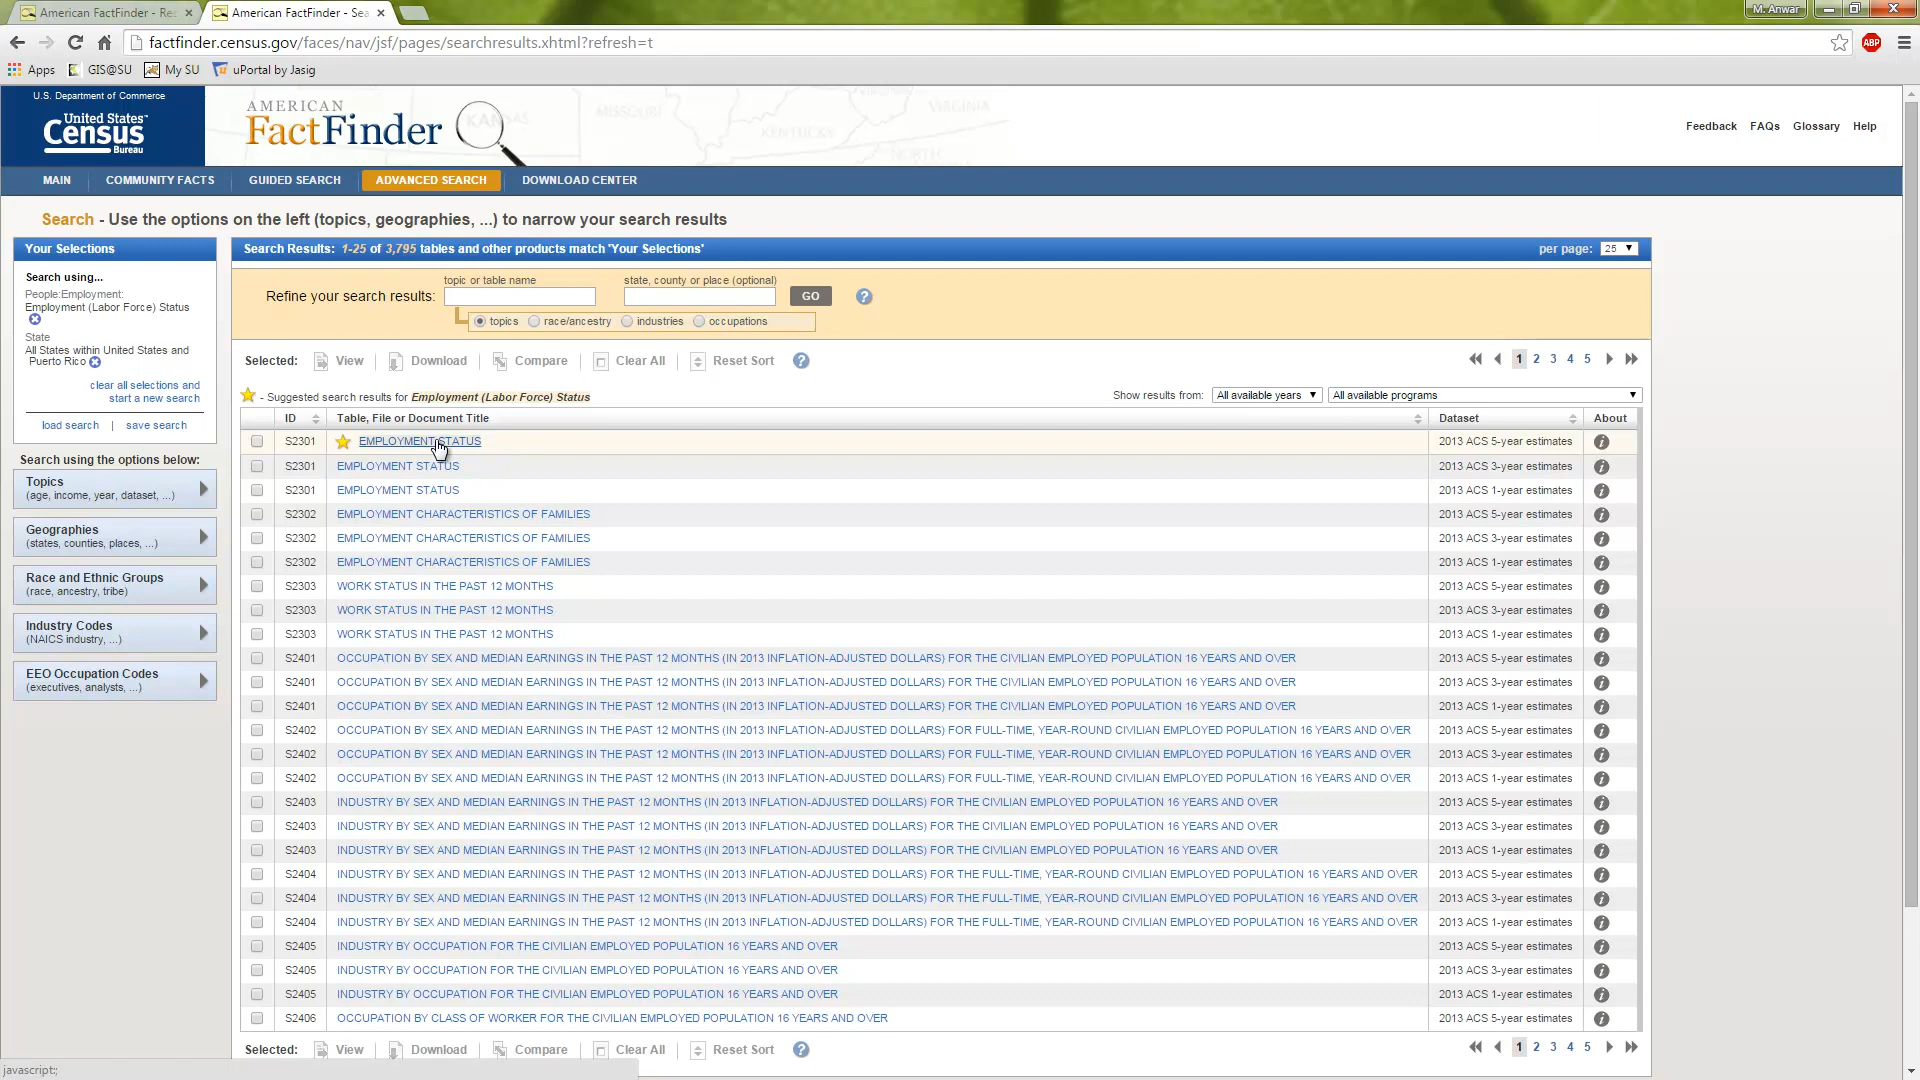 American FactFinder - Res
American FactFinder - Sea
M. Anwar
factfinder.census.gov/faces/nav/jsf/pages/searchresults.xhtml?refresh=t
ABP
Apps GIS@SU My SU uPortal by Jasig
U.S. Department of Commerce
United States®
Census
Bureau
AMERICAN
FactFinder
KANSAS MISSOURI KENTUCKY VIRGINIA NORTH
Feedback FAQs Glossary Help
MAIN COMMUNITY FACTS GUIDED SEARCH ADVANCED SEARCH DOWNLOAD CENTER
Search - Use the options on the left (topics, geographies, ...) to narrow your search results
Your Selections
Search using...
People:Employment:
Employment (Labor Force) Status
State
All States within United States and
Puerto Rico
clear all selections and
start a new search
load search | save search
Search using the options below:
Topics
(age, income, year, dataset, ...)
Geographies
(states, counties, places, ...)
Race and Ethnic Groups
(race, ancestry, tribe)
Industry Codes
(NAICS industry, ...)
EEO Occupation Codes
(executives, analysts, ...)
Search Results: 1-25 of 3,795 tables and other products match 'Your Selections'
per page: 25
topic or table name state, county or place (optional)
Refine your search results: GO ?
topics race/ancestry industries occupations
Selected: View | Download | Compare | Clear All | Reset Sort ?
1 2 3 4 5
- Suggested search results for Employment (Labor Force) Status
Show results from: All available years All available programs
ID Table, File or Document Title Dataset About
S2301 EMPLOYMENT STATUS 2013 ACS 5-year estimates i
S2301 EMPLOYMENT STATUS 2013 ACS 3-year estimates i
S2301 EMPLOYMENT STATUS 2013 ACS 1-year estimates i
S2302 EMPLOYMENT CHARACTERISTICS OF FAMILIES 2013 ACS 5-year estimates i
S2302 EMPLOYMENT CHARACTERISTICS OF FAMILIES 2013 ACS 3-year estimates i
S2302 EMPLOYMENT CHARACTERISTICS OF FAMILIES 2013 ACS 1-year estimates i
S2303 WORK STATUS IN THE PAST 12 MONTHS 2013 ACS 5-year estimates i
S2303 WORK STATUS IN THE PAST 12 MONTHS 2013 ACS 3-year estimates i
S2303 WORK STATUS IN THE PAST 12 MONTHS 2013 ACS 1-year estimates i
S2401 OCCUPATION BY SEX AND MEDIAN EARNINGS IN THE PAST 12 MONTHS (IN 2013 INFLATION-ADJUSTED DOLLARS) FOR THE CIVILIAN EMPLOYED POPULATION 16 YEARS AND OVER 2013 ACS 5-year estimates i
S2401 OCCUPATION BY SEX AND MEDIAN EARNINGS IN THE PAST 12 MONTHS (IN 2013 INFLATION-ADJUSTED DOLLARS) FOR THE CIVILIAN EMPLOYED POPULATION 16 YEARS AND OVER 2013 ACS 3-year estimates i
S2401 OCCUPATION BY SEX AND MEDIAN EARNINGS IN THE PAST 12 MONTHS (IN 2013 INFLATION-ADJUSTED DOLLARS) FOR THE CIVILIAN EMPLOYED POPULATION 16 YEARS AND OVER 2013 ACS 1-year estimates i
S2402 OCCUPATION BY SEX AND MEDIAN EARNINGS IN THE PAST 12 MONTHS (IN 2013 INFLATION-ADJUSTED DOLLARS) FOR FULL-TIME, YEAR-ROUND CIVILIAN EMPLOYED POPULATION 16 YEARS AND OVER 2013 ACS 5-year estimates i
S2402 OCCUPATION BY SEX AND MEDIAN EARNINGS IN THE PAST 12 MONTHS (IN 2013 INFLATION-ADJUSTED DOLLARS) FOR FULL-TIME, YEAR-ROUND CIVILIAN EMPLOYED POPULATION 16 YEARS AND OVER 2013 ACS 3-year estimates i
S2402 OCCUPATION BY SEX AND MEDIAN EARNINGS IN THE PAST 12 MONTHS (IN 2013 INFLATION-ADJUSTED DOLLARS) FOR FULL-TIME, YEAR-ROUND CIVILIAN EMPLOYED POPULATION 16 YEARS AND OVER 2013 ACS 1-year estimates i
S2403 INDUSTRY BY SEX AND MEDIAN EARNINGS IN THE PAST 12 MONTHS (IN 2013 INFLATION-ADJUSTED DOLLARS) FOR THE CIVILIAN EMPLOYED POPULATION 16 YEARS AND OVER 2013 ACS 5-year estimates i
S2403 INDUSTRY BY SEX AND MEDIAN EARNINGS IN THE PAST 12 MONTHS (IN 2013 INFLATION-ADJUSTED DOLLARS) FOR THE CIVILIAN EMPLOYED POPULATION 16 YEARS AND OVER 2013 ACS 3-year estimates i
S2403 INDUSTRY BY SEX AND MEDIAN EARNINGS IN THE PAST 12 MONTHS (IN 2013 INFLATION-ADJUSTED DOLLARS) FOR THE CIVILIAN EMPLOYED POPULATION 16 YEARS AND OVER 2013 ACS 1-year estimates i
S2404 INDUSTRY BY SEX AND MEDIAN EARNINGS IN THE PAST 12 MONTHS (IN 2013 INFLATION-ADJUSTED DOLLARS) FOR THE FULL-TIME, YEAR-ROUND CIVILIAN EMPLOYED POPULATION 16 YEARS AND OVER 2013 ACS 5-year estimates i
S2404 INDUSTRY BY SEX AND MEDIAN EARNINGS IN THE PAST 12 MONTHS (IN 2013 INFLATION-ADJUSTED DOLLARS) FOR THE FULL-TIME, YEAR-ROUND CIVILIAN EMPLOYED POPULATION 16 YEARS AND OVER 2013 ACS 3-year estimates i
S2404 INDUSTRY BY SEX AND MEDIAN EARNINGS IN THE PAST 12 MONTHS (IN 2013 INFLATION-ADJUSTED DOLLARS) FOR THE FULL-TIME, YEAR-ROUND CIVILIAN EMPLOYED POPULATION 16 YEARS AND OVER 2013 ACS 1-year estimates i
S2405 INDUSTRY BY OCCUPATION FOR THE CIVILIAN EMPLOYED POPULATION 16 YEARS AND OVER 2013 ACS 5-year estimates i
S2405 INDUSTRY BY OCCUPATION FOR THE CIVILIAN EMPLOYED POPULATION 16 YEARS AND OVER 2013 ACS 3-year estimates i
S2405 INDUSTRY BY OCCUPATION FOR THE CIVILIAN EMPLOYED POPULATION 16 YEARS AND OVER 2013 ACS 1-year estimates i
S2406 OCCUPATION BY CLASS OF WORKER FOR THE CIVILIAN EMPLOYED POPULATION 16 YEARS AND OVER 2013 ACS 5-year estimates i
Selected: View | Download | Compare | Clear All | Reset Sort ?
1 2 3 4 5
javascript:;